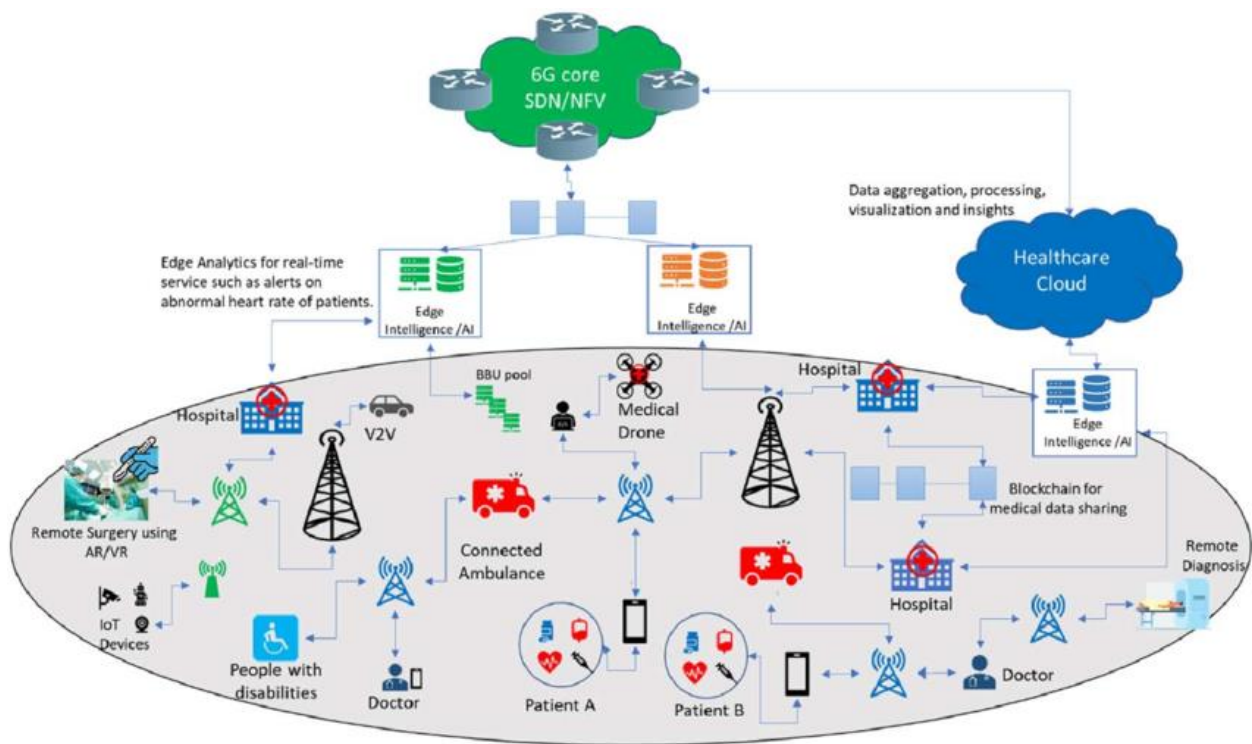 6G core
SDN/NFV
Data aggregation, processing,
visualization and insights
Healthcare
Cloud
Edge Analytics for real-time
service such as alerts on
abnormal heart rate of patients.
Edge
Intelligence /AI
Edge
Intelligence /AI
BBU pool
Hospital
V2V
Medical
Drone
Hospital
Edge
Intelligence /AI
Blockchain for
medical data sharing
Remote Surgery using
AR/VR
Connected
Ambulance
Hospital
Remote
Diagnosis
IoT
Devices
People with
disabilities
Doctor
Patient A
Patient B
Doctor